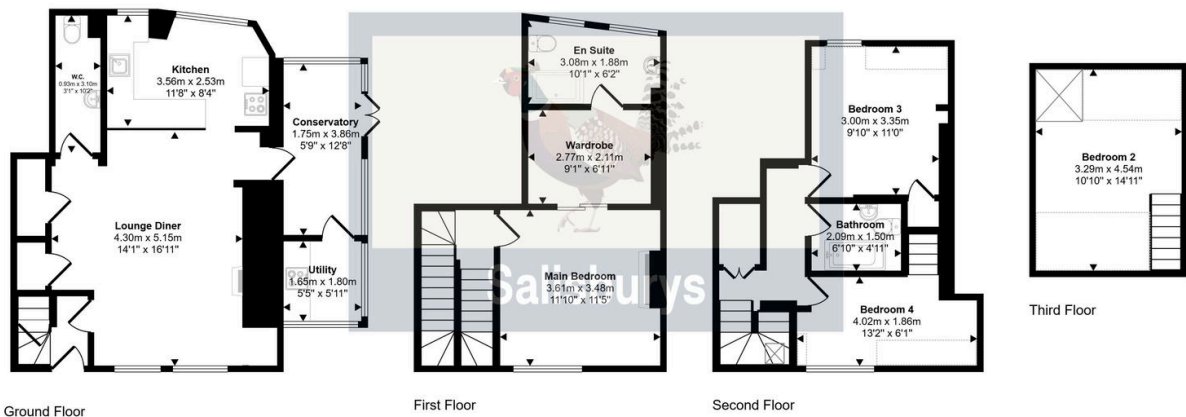 W.C.
0.93m x 3.10m
3'1" x 10'2"
Kitchen
3.56m x 2.53m
11'8" x 8'4"
Conservatory
1.75m x 3.86m
5'9" x 12'8"
Lounge Diner
4.30m x 5.15m
14'1" x 16'11"
Utility
1.65m x 1.80m
5'5" x 5'11"
Ground Floor
En Suite
3.08m x 1.88m
10'1" x 6'2"
Wardrobe
2.77m x 2.11m
9'1" x 6'11"
Main Bedroom
3.61m x 3.48m
11'10" x 11'5"
Salisburys
First Floor
Bedroom 3
3.00m x 3.35m
9'10" x 11'0"
Bathroom
2.09m x 1.50m
6'10" x 4'11"
Bedroom 4
4.02m x 1.86m
13'2" x 6'1"
Second Floor
Bedroom 2
3.29m x 4.54m
10'10" x 14'11"
Third Floor